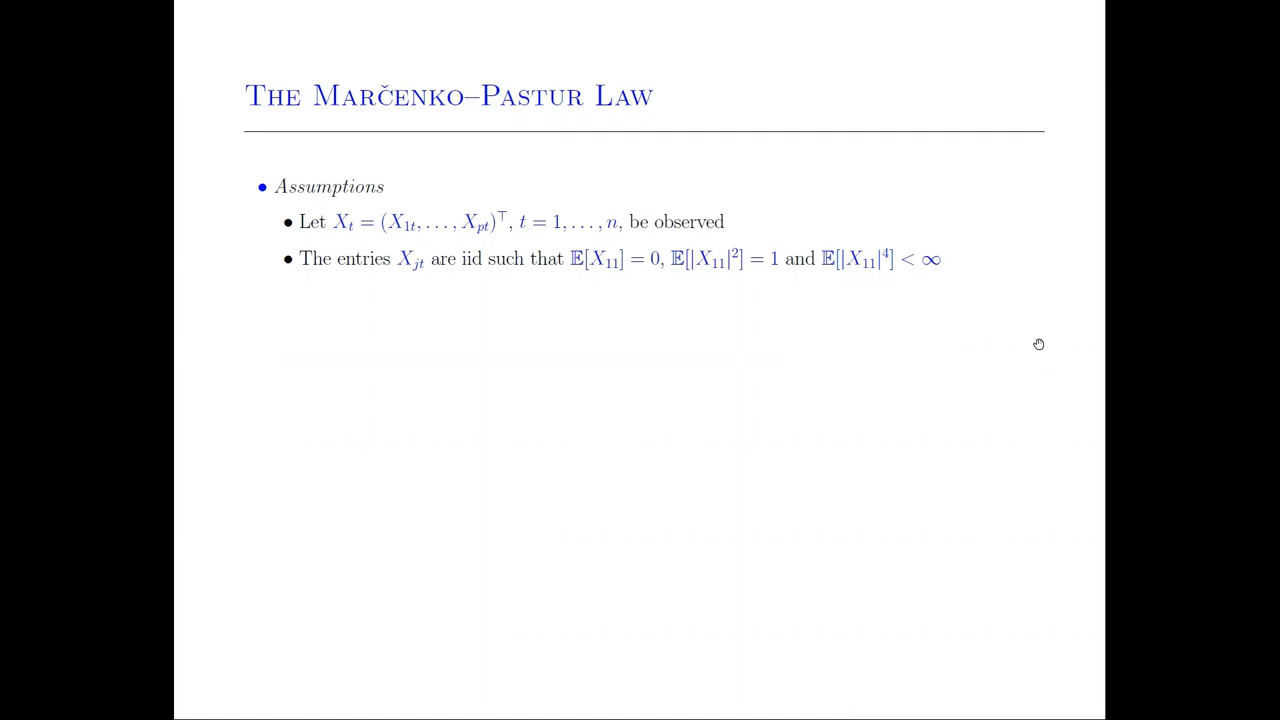 The Marčenko–Pastur Law
• Assumptions
• Let X_t = (X_{1t}, . . . , X_{pt})^⊤, t = 1, . . . , n, be observed
• The entries X_{jt} are iid such that 𝔼[X_{11}] = 0, 𝔼[|X_{11}|^2] = 1 and 𝔼[|X_{11}|^4] < ∞